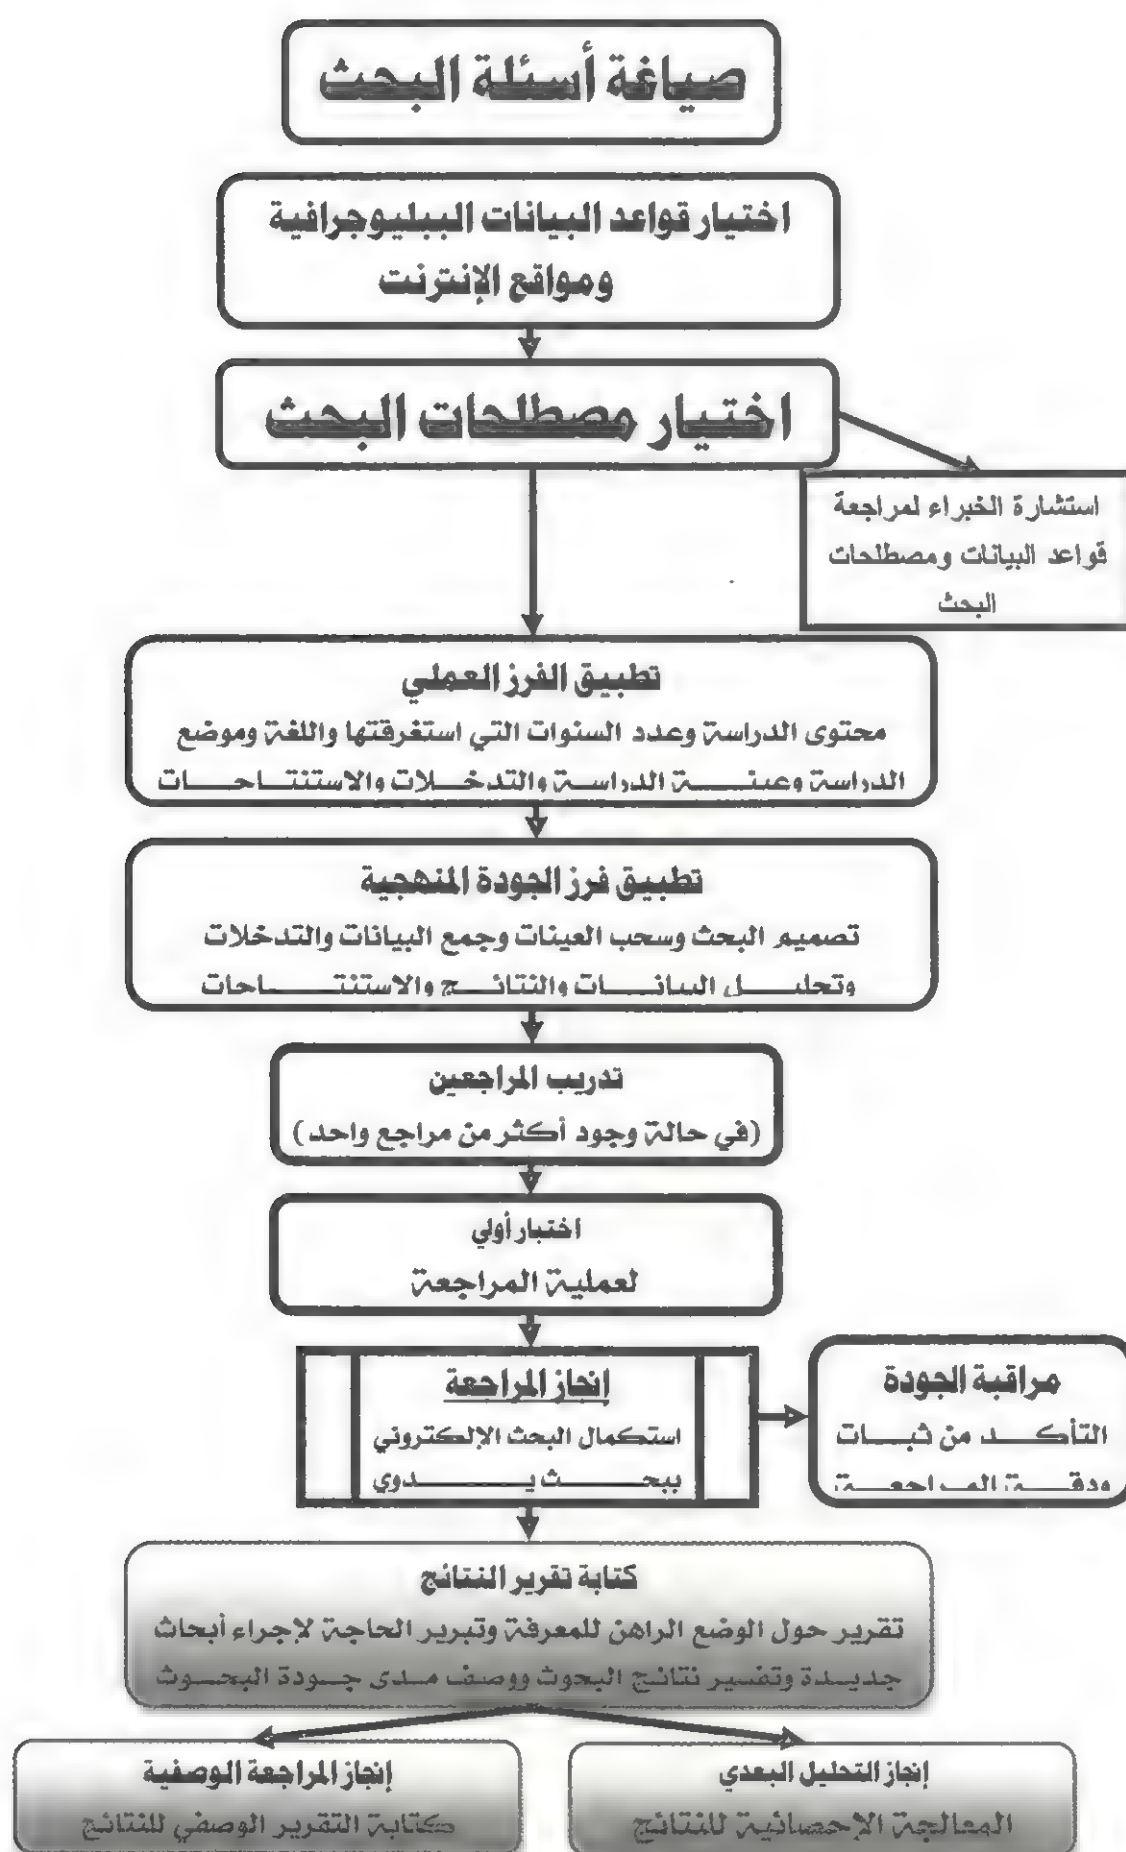 صياغة أسئلة البحث
اختيار قواعد البيانات الببليوجرافية
ومواقع الإنترنت
اختيار مصطلحات البحث
استشارة الخبراء لمراجعة
قواعد البيانات ومصطلحات
البحث
تطبيق الفرز العملي
محتوى الدراسة وعدد السنوات التي استغرقتها واللغة وموضع
الدراسة وعينة الدراسة والتدخلات والاستنتاجات
تطبيق فرز الجودة المنهجية
تصميم البحث وسحب العينات وجمع البيانات والتدخلات
وتحليل البيانات والنتائج والاستنتاجات
تدريب المراجعين
(في حالة وجود أكثر من مراجع واحد)
اختبار أولي
لعملية المراجعة
إنجاز المراجعة
استكمال البحث الإلكتروني
ببحث يدوي
مراقبة الجودة
التأكد من ثبات
ودقة المراجعة
كتابة تقرير النتائج
تقرير حول الوضع الراهن للمعرفة وتبرير الحاجة لإجراء أبحاث
جديدة وتفسير نتائج البحوث ووصف مدى جودة البحوث
إنجاز التحليل البعدي
المعالجة الإحصائية للنتائج
إنجاز المراجعة الوصفية
كتابة التقرير الوصفي للنتائج